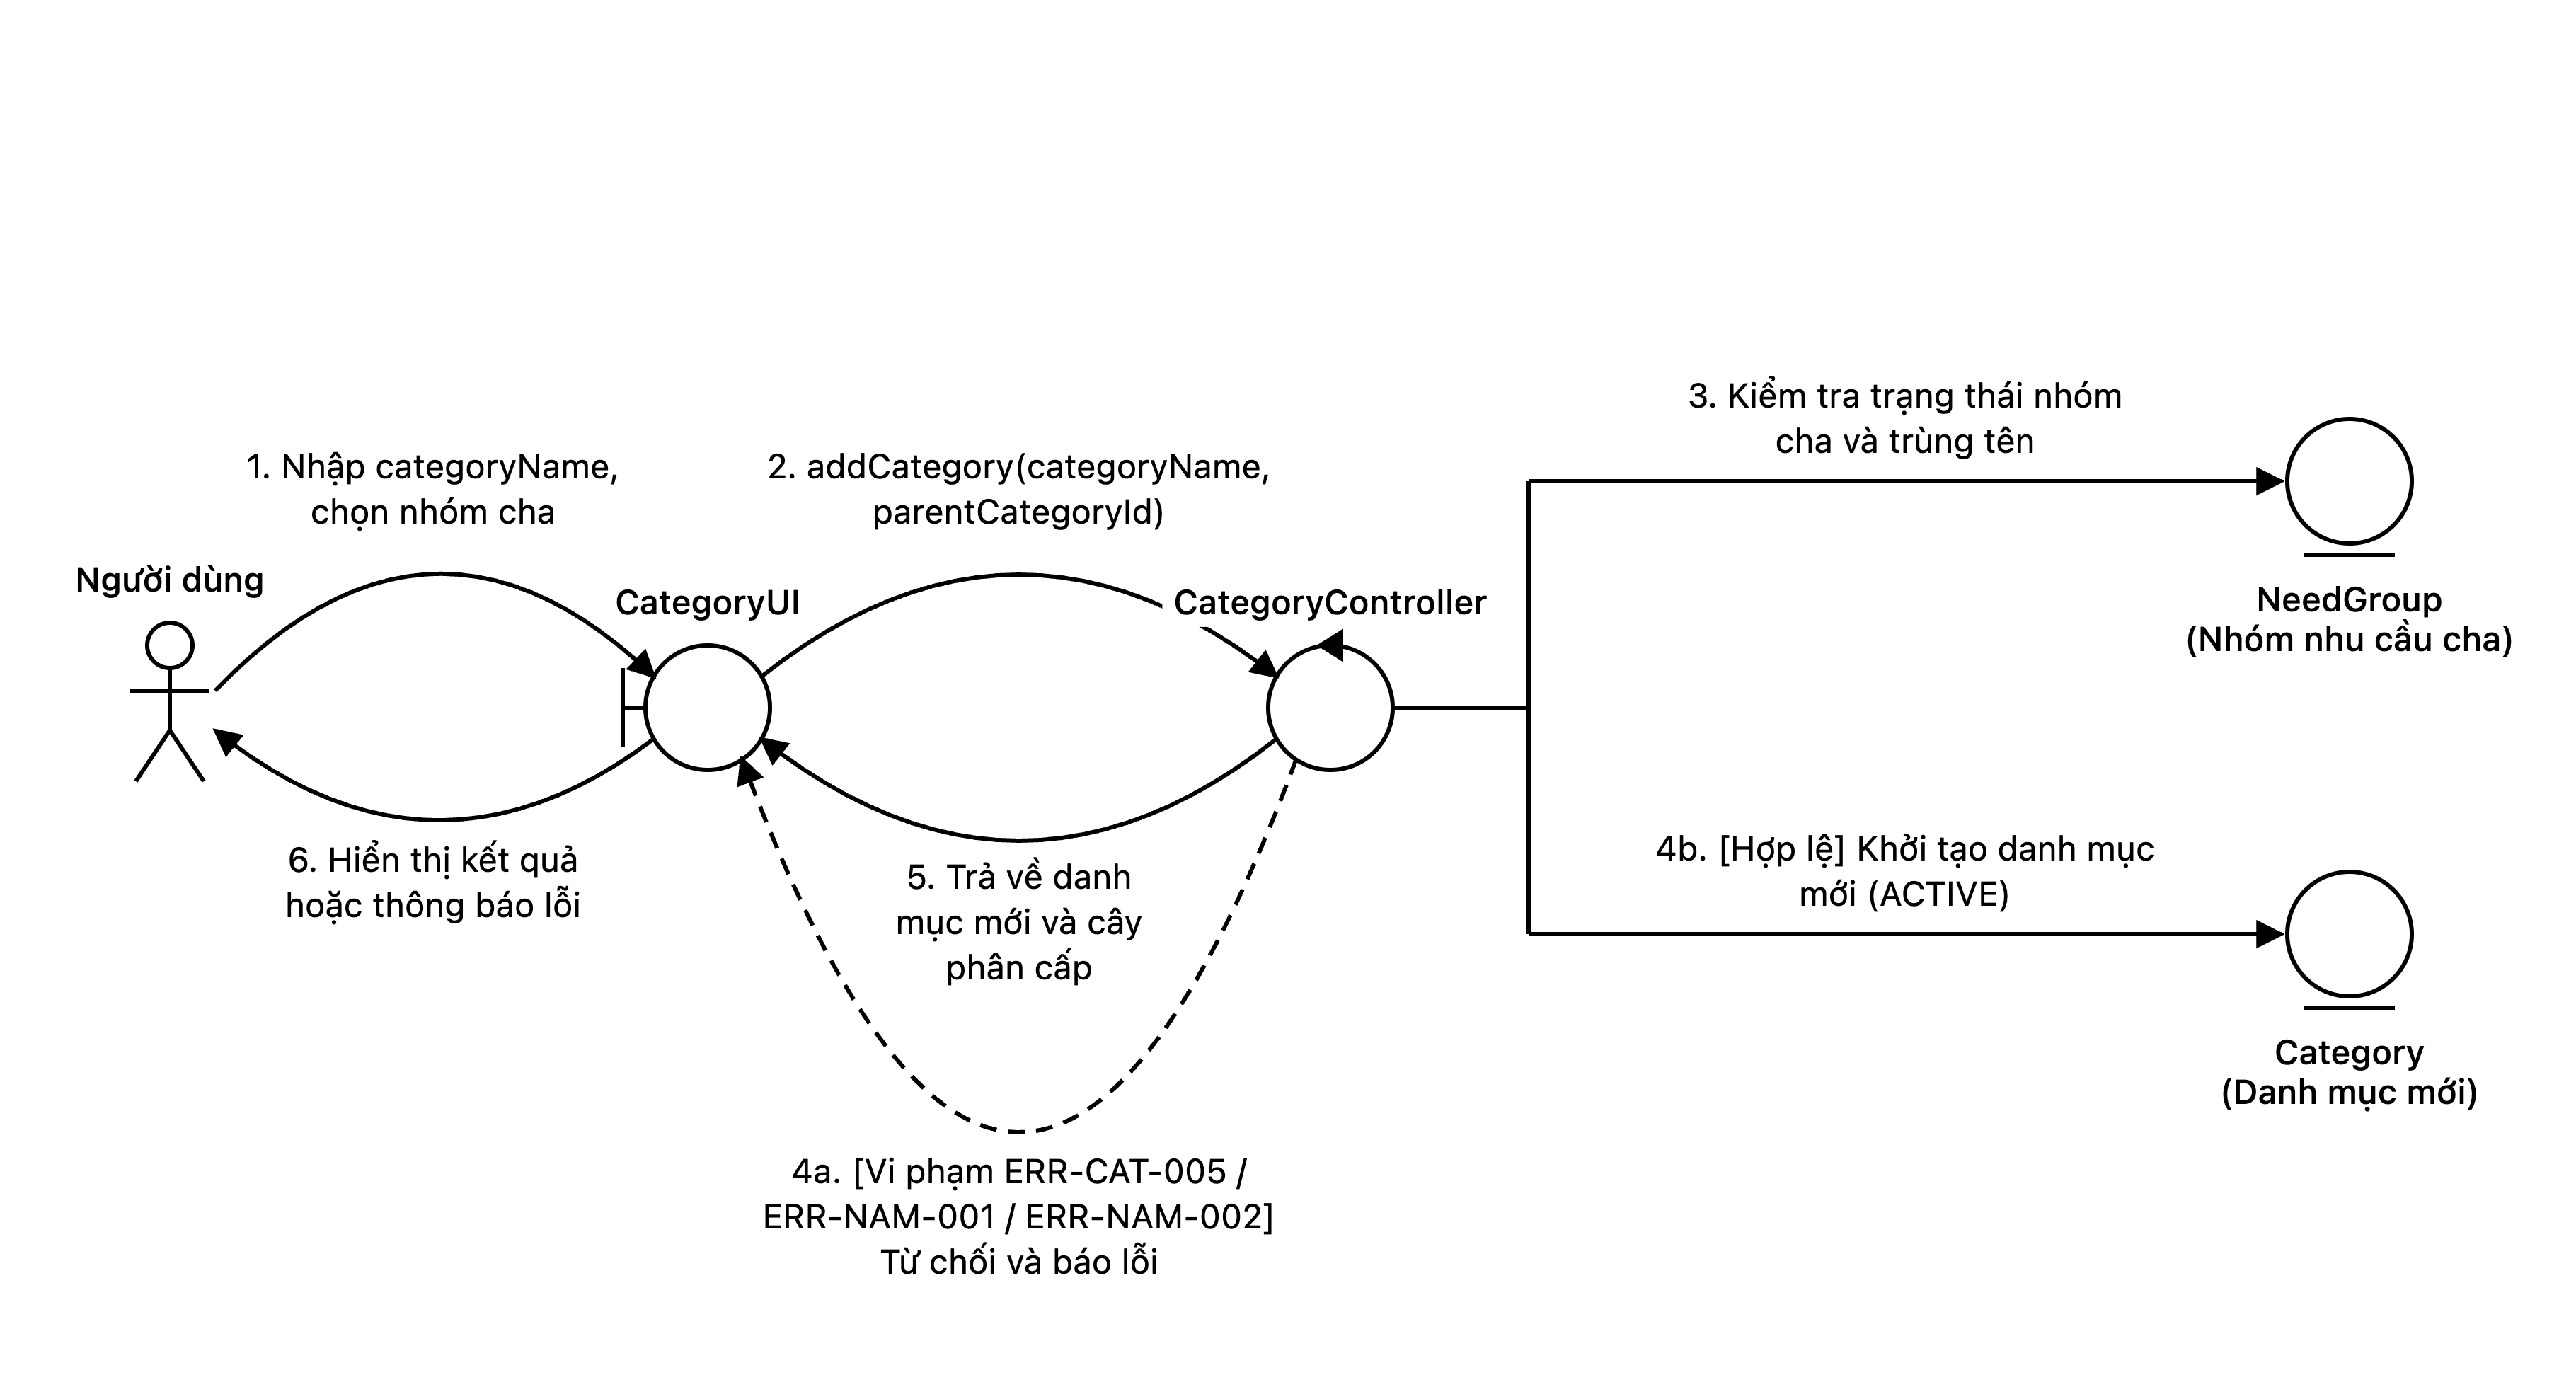 1. Nhập categoryName,
chọn nhóm cha
2. addCategory(categoryName,
parentCategoryId)
3. Kiểm tra trạng thái nhóm
cha và trùng tên
Người dùng
CategoryUI
CategoryController
NeedGroup
(Nhóm nhu cầu cha)
6. Hiển thị kết quả
hoặc thông báo lỗi
5. Trả về danh
mục mới và cây
phân cấp
4b. [Hợp lệ] Khởi tạo danh mục
mới (ACTIVE)
Category
(Danh mục mới)
4a. [Vi phạm ERR-CAT-005 /
ERR-NAM-001 / ERR-NAM-002]
Từ chối và báo lỗi